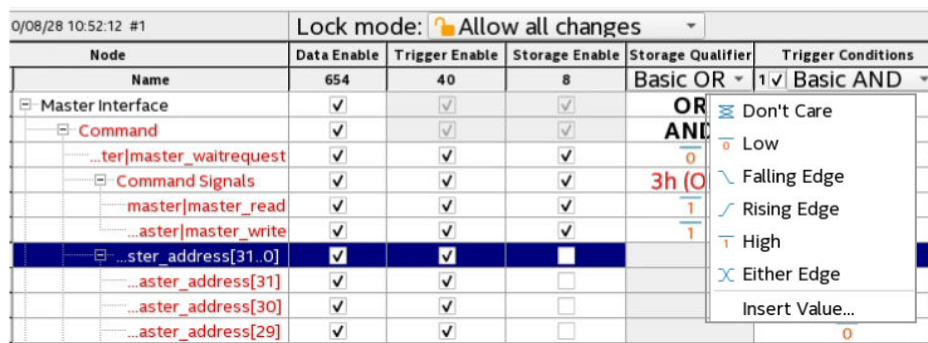 0/08/28 10:52:12 #1 Lock mode: Allow all changes
Node Data Enable Trigger Enable Storage Enable Storage Qualifier Trigger Conditions
Name 654 40 8 Basic OR 1 Basic AND
Master Interface OR
Don't Care
Command AND
Low
...ter|master_waitrequest 0
Falling Edge
Command Signals 3h (O
Rising Edge
master|master_read 1
High
...aster|master_write 1
Either Edge
...ster_address[31..0]
Insert Value...
...aster_address[31]
...aster_address[30]
...aster_address[29] 0